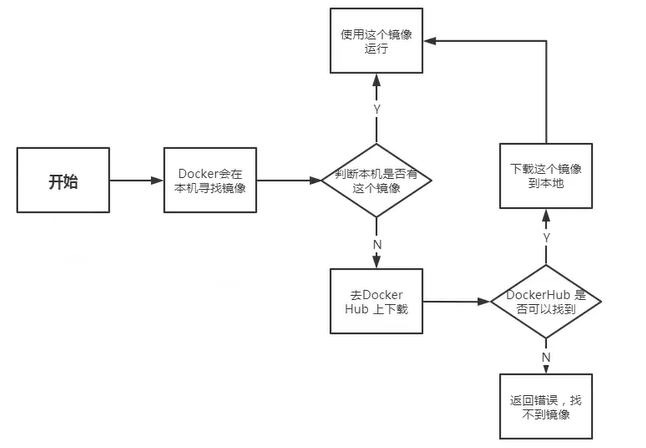 使用这个镜像
运行
Y
开始
Docker会在
本机寻找镜像
判断本机是否有
这个镜像
下载这个镜像
到本地
N
Y
去Docker
Hub 上下载
DockerHub 是
否可以找到
N
返回错误，找
不到镜像